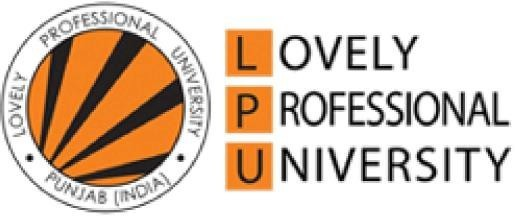 LOVELY PROFESSIONAL UNIVERSITY
• PUNJAB (INDIA) •
LOVELY
PROFESSIONAL
UNIVERSITY